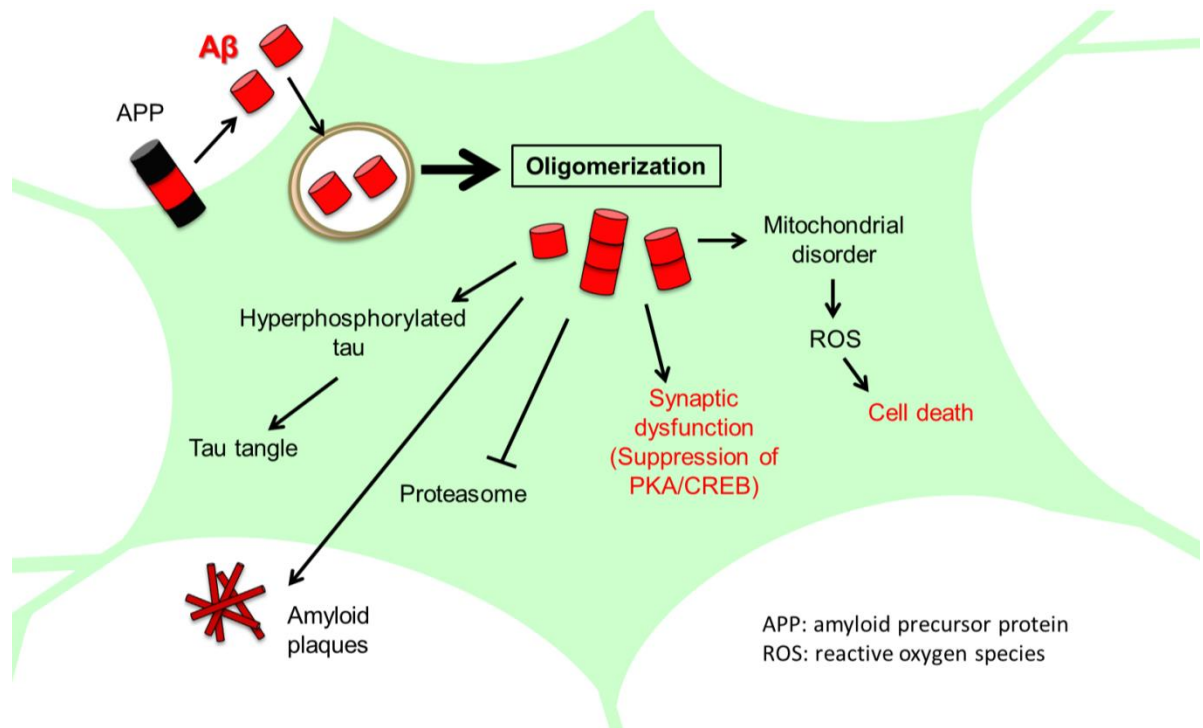 Aβ
APP
Oligomerization
Mitochondrial
disorder
Hyperphosphorylated
tau
ROS
Synaptic
dysfunction
(Suppression of
PKA/CREB)
Cell death
Tau tangle
Proteasome
Amyloid
plaques
APP: amyloid precursor protein
ROS: reactive oxygen species